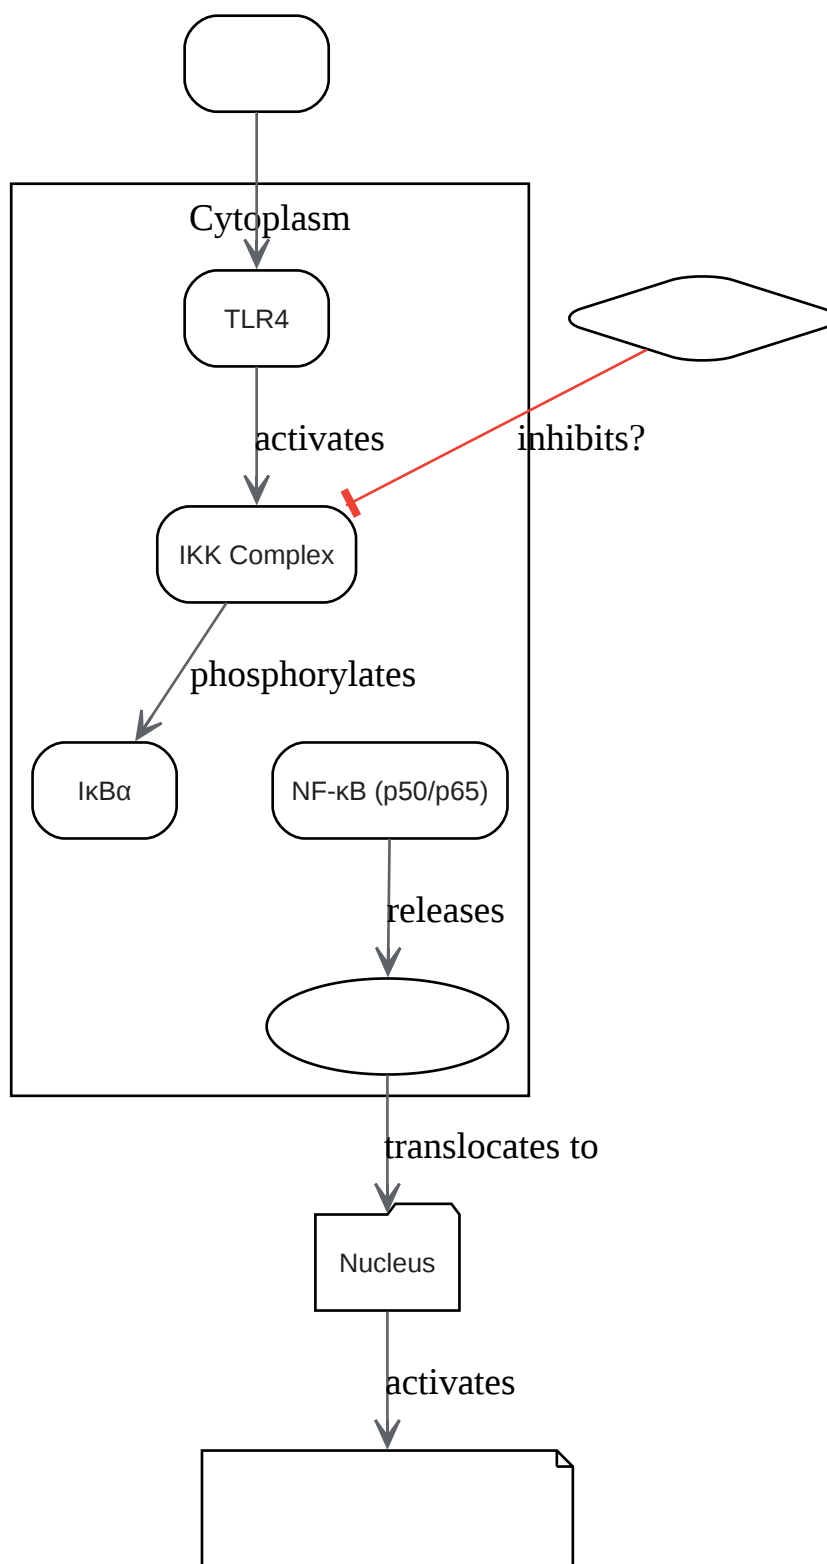 Cytoplasm
TLR4
activates
inhibits?
IKK Complex
phosphorylates
IκBα
NF-κB (p50/p65)
releases
translocates to
Nucleus
activates